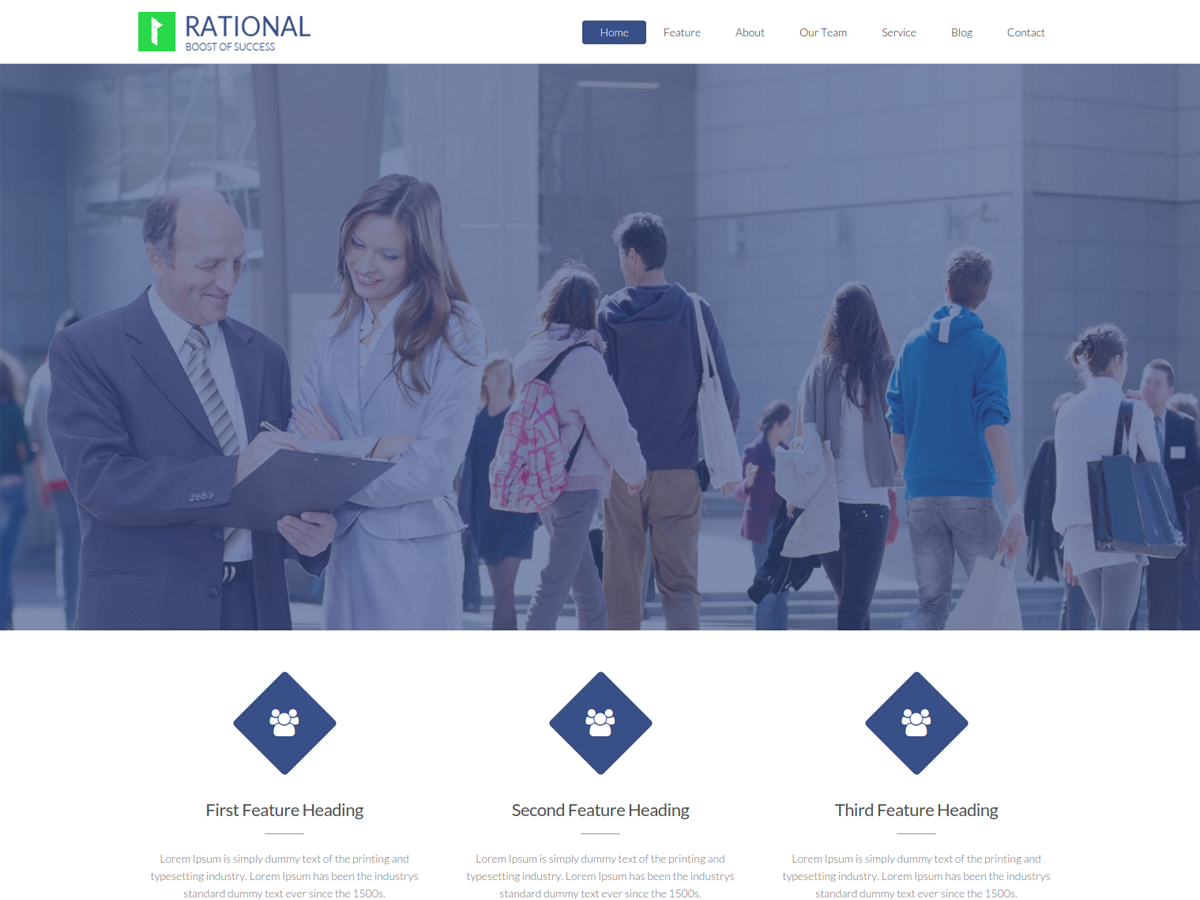 RATIONAL
BOOST OF SUCCESS
Home Feature About Our Team Service Blog Contact
First Feature Heading
Lorem Ipsum is simply dummy text of the printing and
typesetting industry. Lorem Ipsum has been the industrys
standard dummy text ever since the 1500s.
Second Feature Heading
Lorem Ipsum is simply dummy text of the printing and
typesetting industry. Lorem Ipsum has been the industrys
standard dummy text ever since the 1500s.
Third Feature Heading
Lorem Ipsum is simply dummy text of the printing and
typesetting industry. Lorem Ipsum has been the industrys
standard dummy text ever since the 1500s.